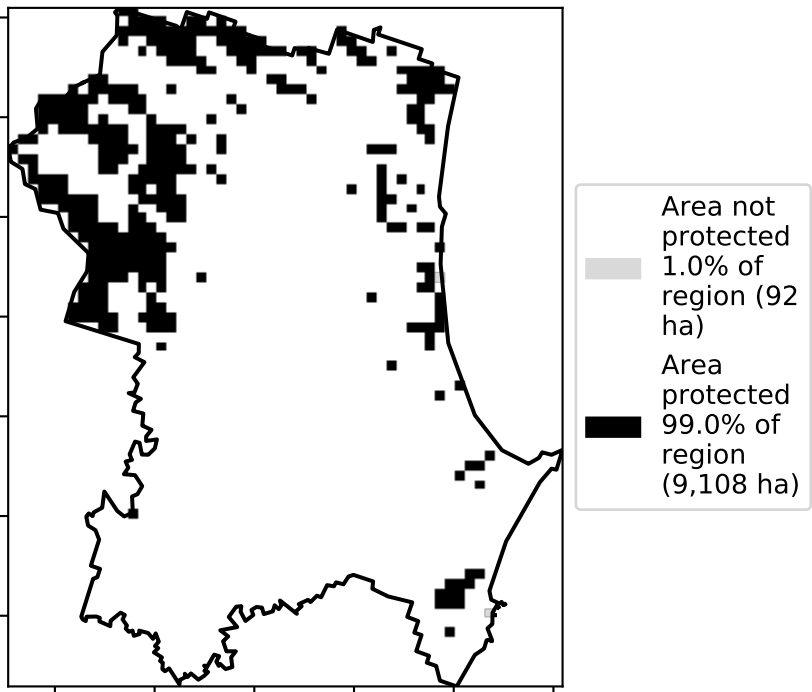 Area not
protected
1.0% of
region (92
ha)
Area
protected
99.0% of
region
(9,108 ha)